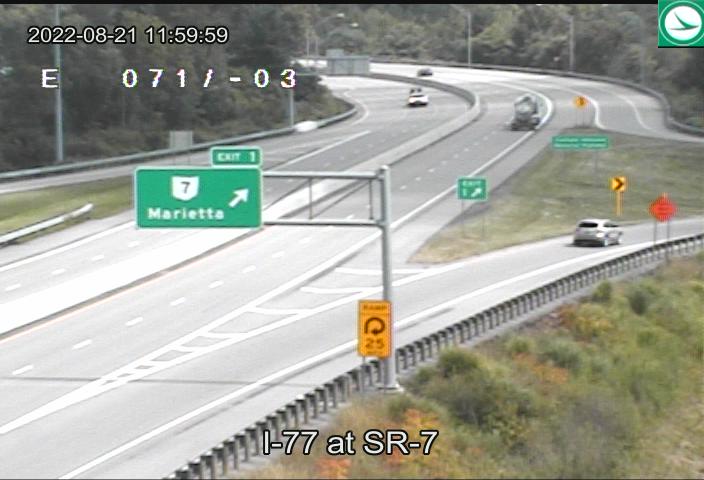 2022-08-21 11:59:59
E 071/-03
EXIT 1
7
Marietta
EXIT
1
RAMP
25
I-77 at SR-7